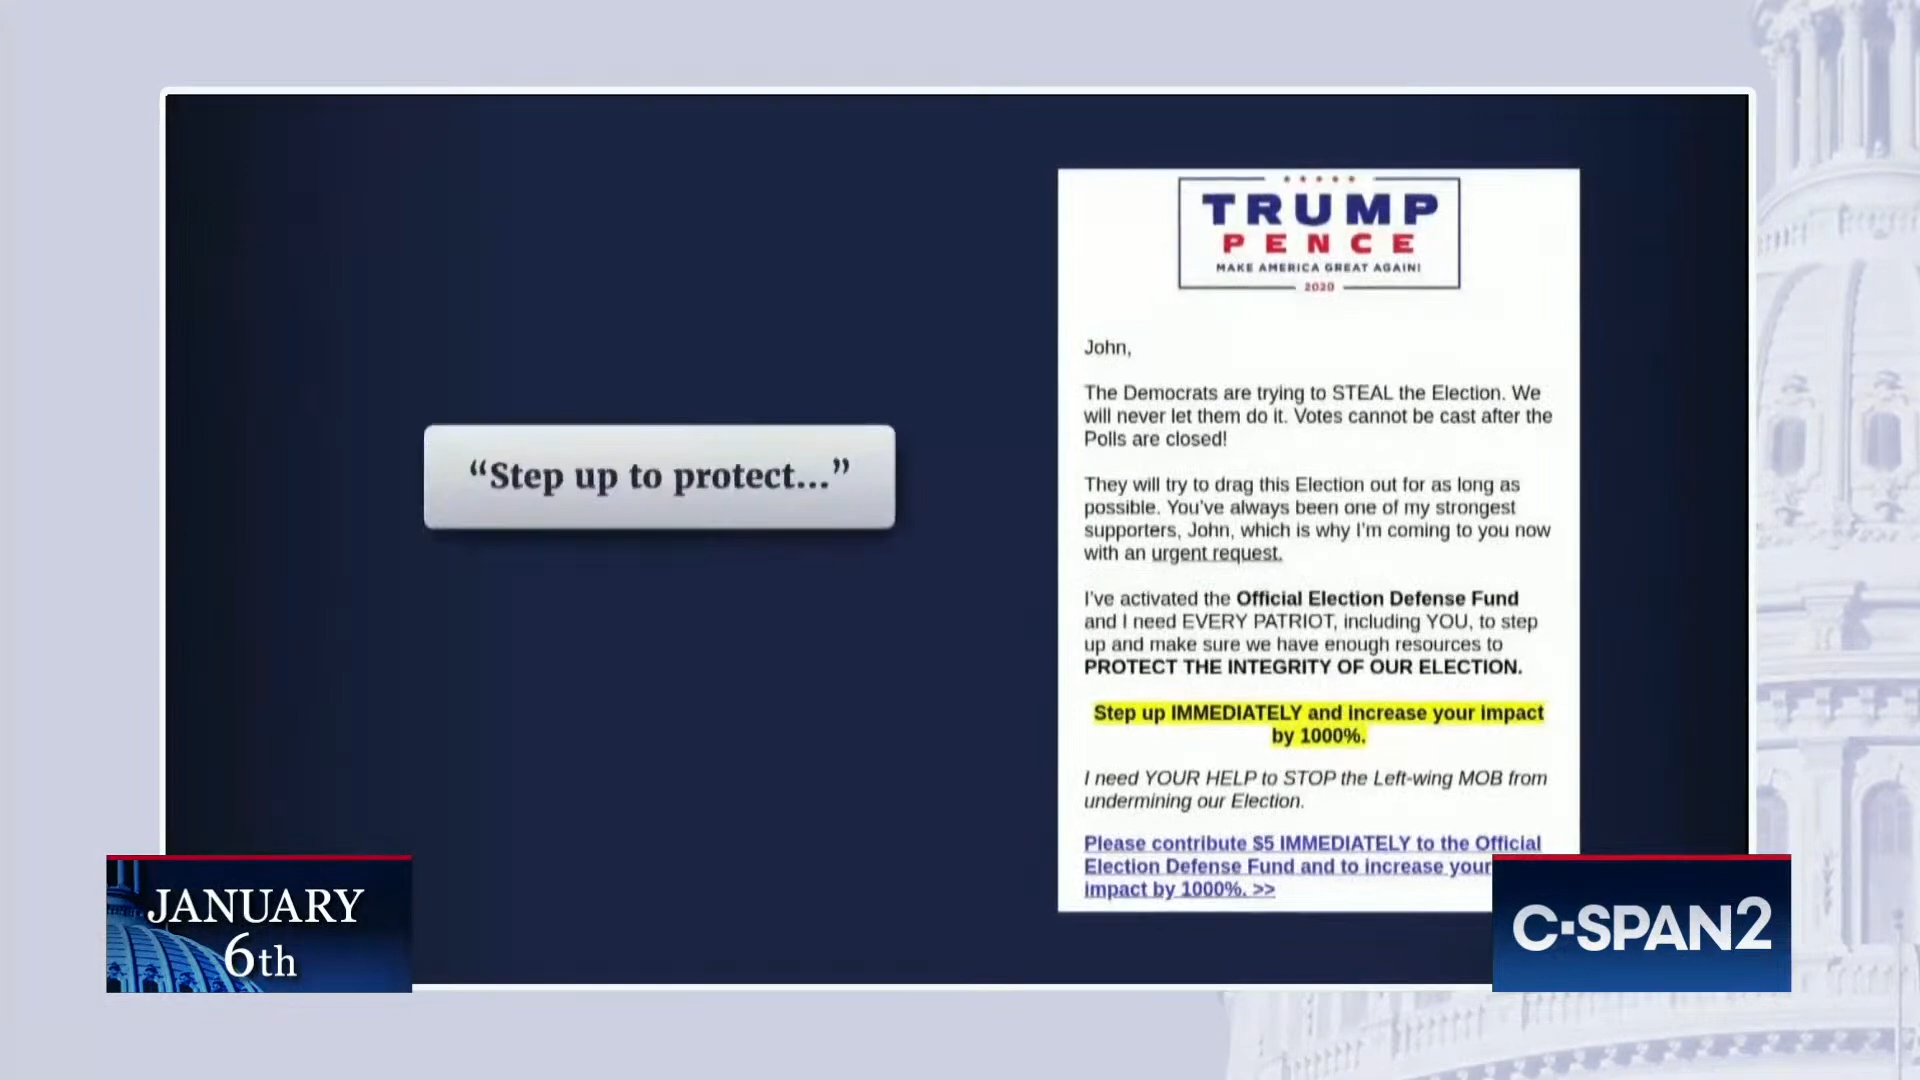 “Step up to protect...”
TRUMP
PENCE
MAKE AMERICA GREAT AGAIN!
2020
John,
The Democrats are trying to STEAL the Election. We
will never let them do it. Votes cannot be cast after the
Polls are closed!
They will try to drag this Election out for as long as
possible. You’ve always been one of my strongest
supporters, John, which is why I’m coming to you now
with an urgent request.
I’ve activated the Official Election Defense Fund
and I need EVERY PATRIOT, including YOU, to step
up and make sure we have enough resources to
PROTECT THE INTEGRITY OF OUR ELECTION.
Step up IMMEDIATELY and increase your impact
by 1000%.
I need YOUR HELP to STOP the Left-wing MOB from
undermining our Election.
Please contribute $5 IMMEDIATELY to the Official
Election Defense Fund and to increase your
impact by 1000%. >>
JANUARY
6th
C-SPAN2